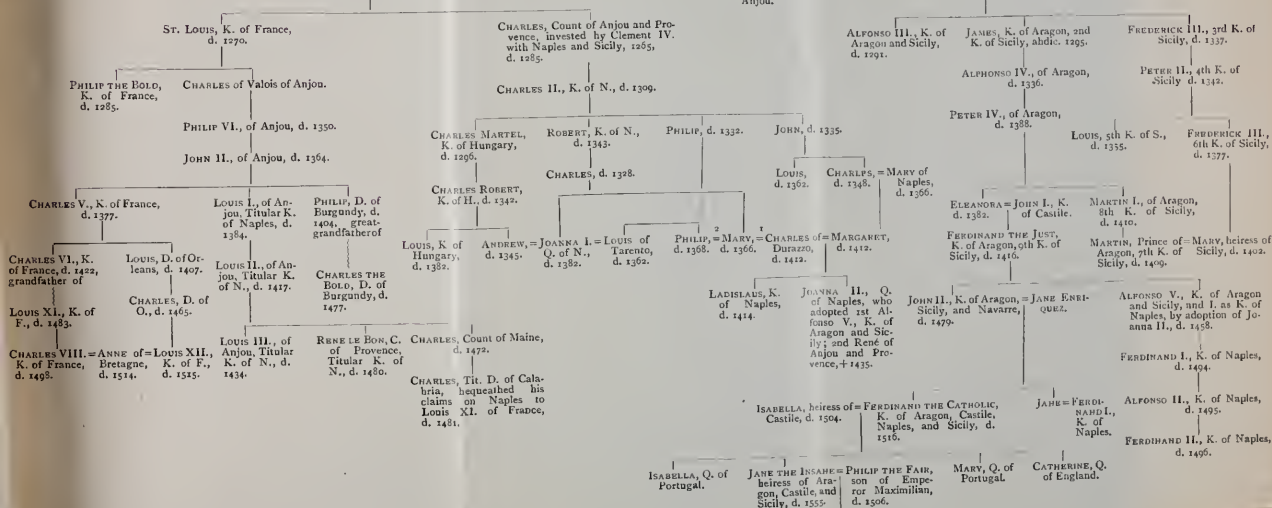 Anjou.
ST. LOUIS, K. of France,
d. 1270.
CHARLES, Count of Anjou and Pro-
vence, invested by Clement IV.
with Naples and Sicily, 1265,
d. 1285.
ALFONSO III., K. of
Aragon and Sicily,
d. 1291.
JAMES, K. of Aragon, 2nd
K. of Sicily, abdic. 1295.
FREDERICK III., 3rd K. of
Sicily, d. 1337.
PHILIP THE BOLD,
K. of France,
d. 1285.
CHARLES of Valois of Anjou.
CHARLES II., K. of N., d. 1309.
ALPHONSO IV., of Aragon,
d. 1336.
PETER II., 4th K. of
Sicily d. 1342.
PHILIP VI., of Anjou, d. 1350.
CHARLES MARTEL,
K. of Hungary,
d. 1296.
ROBERT, K. of N.,
d. 1343.
PHILIP, d. 1332.
JOHN, d. 1335.
PETER IV., of Aragon,
d. 1388.
LOUIS, 5th K. of S.,
d. 1355.
FREDERICK III.,
6th K. of Sicily,
d. 1377.
JOHN II., of Anjou, d. 1364.
CHARLES ROBERT,
K. of H., d. 1342.
CHARLES, d. 1328.
LOUIS,
d. 1362.
CHARLPS, = MARY of
d. 1348. Naples,
d. 1366.
CHARLES V., K. of France,
d. 1377.
LOUIS I., of An-
jou, Titular K.
of Naples, d.
1384.
PHILIP, D. of
Burgundy, d.
1404, great-
grandfather of
ELEANORA = JOHN I., K.
d. 1382. of Castile.
MARTIN I., of Aragon,
8th K. of Sicily,
d. 1410.
CHARLES VI., K.
of France, d. 1422,
grandfather of
LOUIS, D. of Or-
leans, d. 1407.
LOUIS II., of An-
jou, Titular K.
of N., d. 1417.
CHARLES THE
BOLD, D. of
Burgundy, d.
1477.
LOUIS, K of
Hungary,
d. 1382.
ANDREW, = JOANNA I. = LOUIS of
d. 1345. Q. of N., Tarento,
d. 1382. d. 1362.
2 1
PHILIP, = MARY, = CHARLES of = MARGARET,
d. 1368. d. 1366. Durazzo, d. 1412.
d. 1412.
FERDINAND THE JUST,
K. of Aragon, 9th K. of
Sicily, d. 1416.
MARTIN, Prince of = MARY, heiress of
Aragon, 7th K. of Sicily, d. 1402.
Sicily, d. 1409.
LOUIS XI., K. of
F., d. 1483.
CHARLES, D. of
O., d. 1465.
LADISLAUS, K.
of Naples,
d. 1414.
JOANNA II., Q.
of Naples, who
adopted 1st Al-
fonso V., K. of
Aragon and Sic-
ily; 2nd René of
Anjou and Pro-
vence, + 1435.
JOHN II., K. of Aragon, = JANE ENRI-
Sicily, and Navarre, QUEZ.
d. 1479.
ALFONSO V., K. of Aragon
and Sicily, and I. as K. of
Naples, by adoption of Jo-
anna II., d. 1458.
CHARLES VIII. = ANNE of = LOUIS XII.,
K. of France, Bretagne, K. of F.,
d. 1498. d. 1514. d. 1515.
LOUIS III., of
Anjou, Titular
K. of N., d.
1434.
RENE LE BON, C.
of Provence,
Titular K. of
N., d. 1480.
CHARLES, Count of Maine,
d. 1472.
FERDINAND I., K. of Naples,
d. 1494.
CHARLES, Tit. D. of Cala-
bria, bequeathed his
claims on Naples to
Louis XI. of France,
d. 1481.
ISABELLA, heiress of = FERDINAND THE CATHOLIC,
Castile, d. 1504. K. of Aragon, Castile,
Naples, and Sicily, d.
1516.
JANE = FERDI-
NAND I.,
K. of
Naples.
ALFONSO II., K. of Naples,
d. 1495.
FERDINAND II., K. of Naples,
d. 1496.
ISABELLA, Q. of
Portugal.
JANE THE INSANE = PHILIP THE FAIR,
heiress of Ara- son of Empe-
gon, Castile, and ror Maximilian,
Sicily, d. 1555. d. 1506.
MARY, Q. of
Portugal.
CATHERINE, Q.
of England.